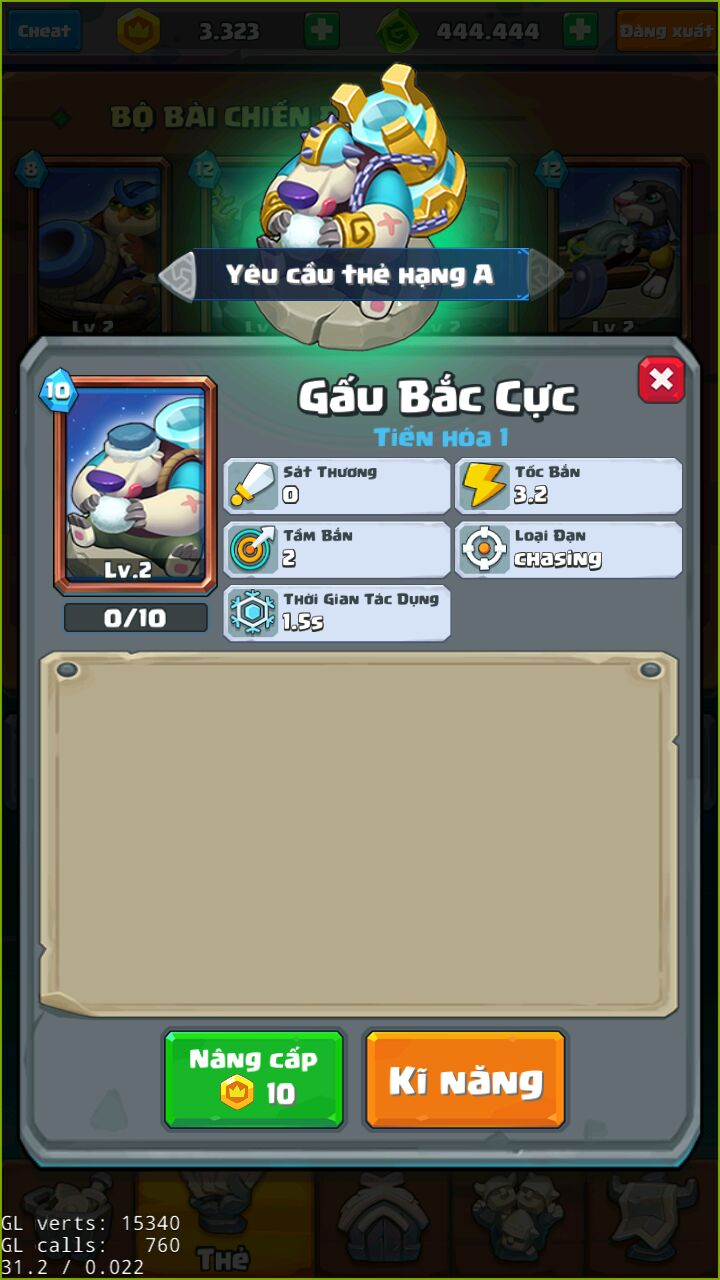 Cheat
3.323
444.444
Đăng xuất
BỘ BÀI CHIẾN
8
12
12
Yêu cầu thẻ hạng A
Lv 2
Lv
2
Lv 2
10
Gấu Bắc Cực
Tiến Hóa 1
Sát Thương
0
Tốc Bắn
3.2
Tầm Bắn
2
Loại Đạn
chasing
Thời Gian Tác Dụng
1.5s
Lv.2
0/10
Nâng cấp
10
Kĩ năng
Thẻ
GL verts: 15340
GL calls: 760
31.2 / 0.022